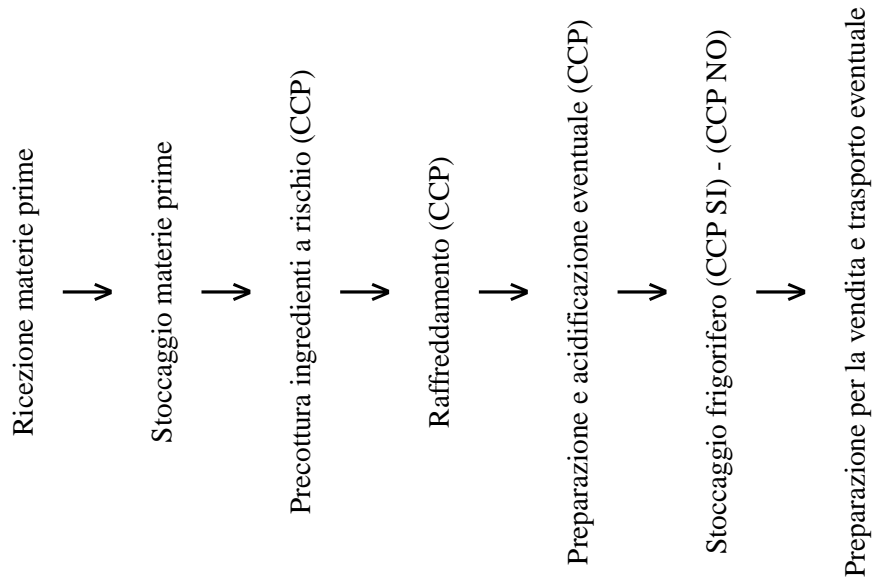 Ricezione materie prime
Stoccaggio materie prime
Precottura ingredienti a rischio (CCP)
Raffreddamento (CCP)
Preparazione e acidificazione eventuale (CCP)
Stoccaggio frigorifero (CCP SI) - (CCP NO)
Preparazione per la vendita e trasporto eventuale